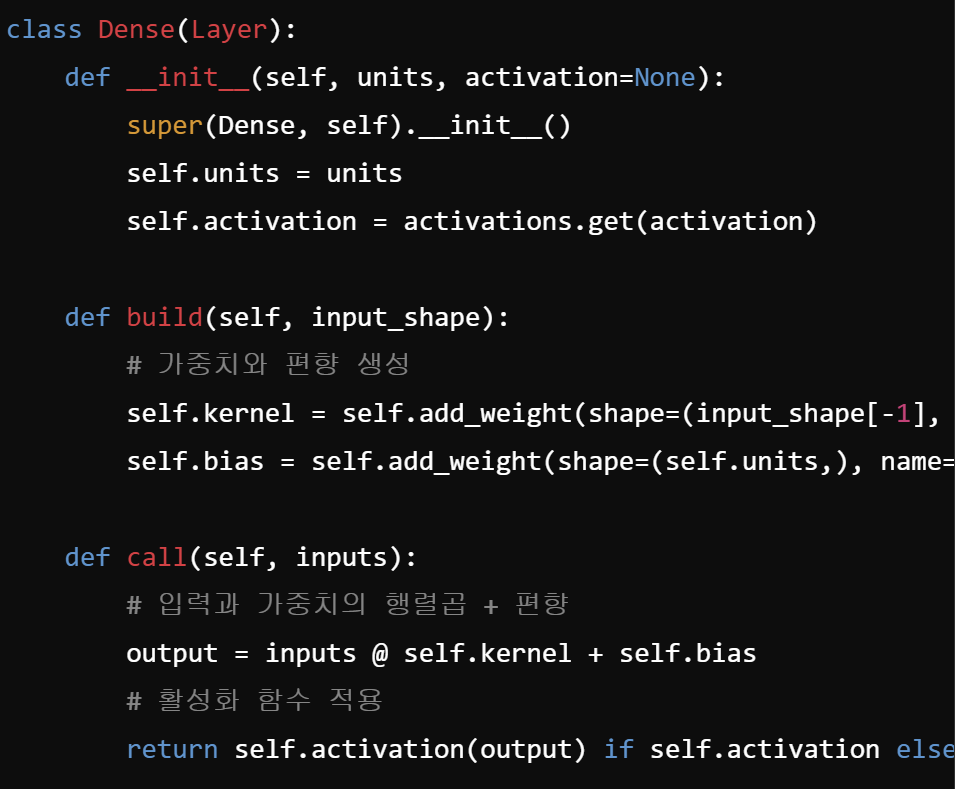 class Dense(Layer):
    def __init__(self, units, activation=None):
        super(Dense, self).__init__()
        self.units = units
        self.activation = activations.get(activation)
    def build(self, input_shape):
        # 가중치와 편향 생성
        self.kernel = self.add_weight(shape=(input_shape[-1],
        self.bias = self.add_weight(shape=(self.units,), name=
    def call(self, inputs):
        # 입력과 가중치의 행렬곱 + 편향
        output = inputs @ self.kernel + self.bias
        # 활성화 함수 적용
        return self.activation(output) if self.activation else